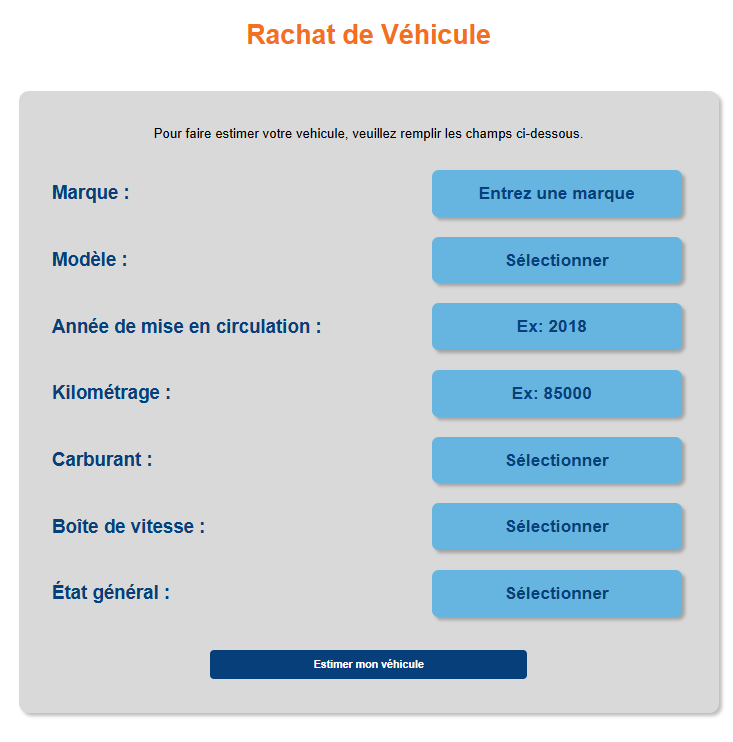 Rachat de Véhicule
Pour faire estimer votre vehicule, veuillez remplir les champs ci-dessous.
Marque :
Entrez une marque
Modèle :
Sélectionner
Année de mise en circulation :
Ex: 2018
Kilométrage :
Ex: 85000
Carburant :
Sélectionner
Boîte de vitesse :
Sélectionner
État général :
Sélectionner
Estimer mon véhicule